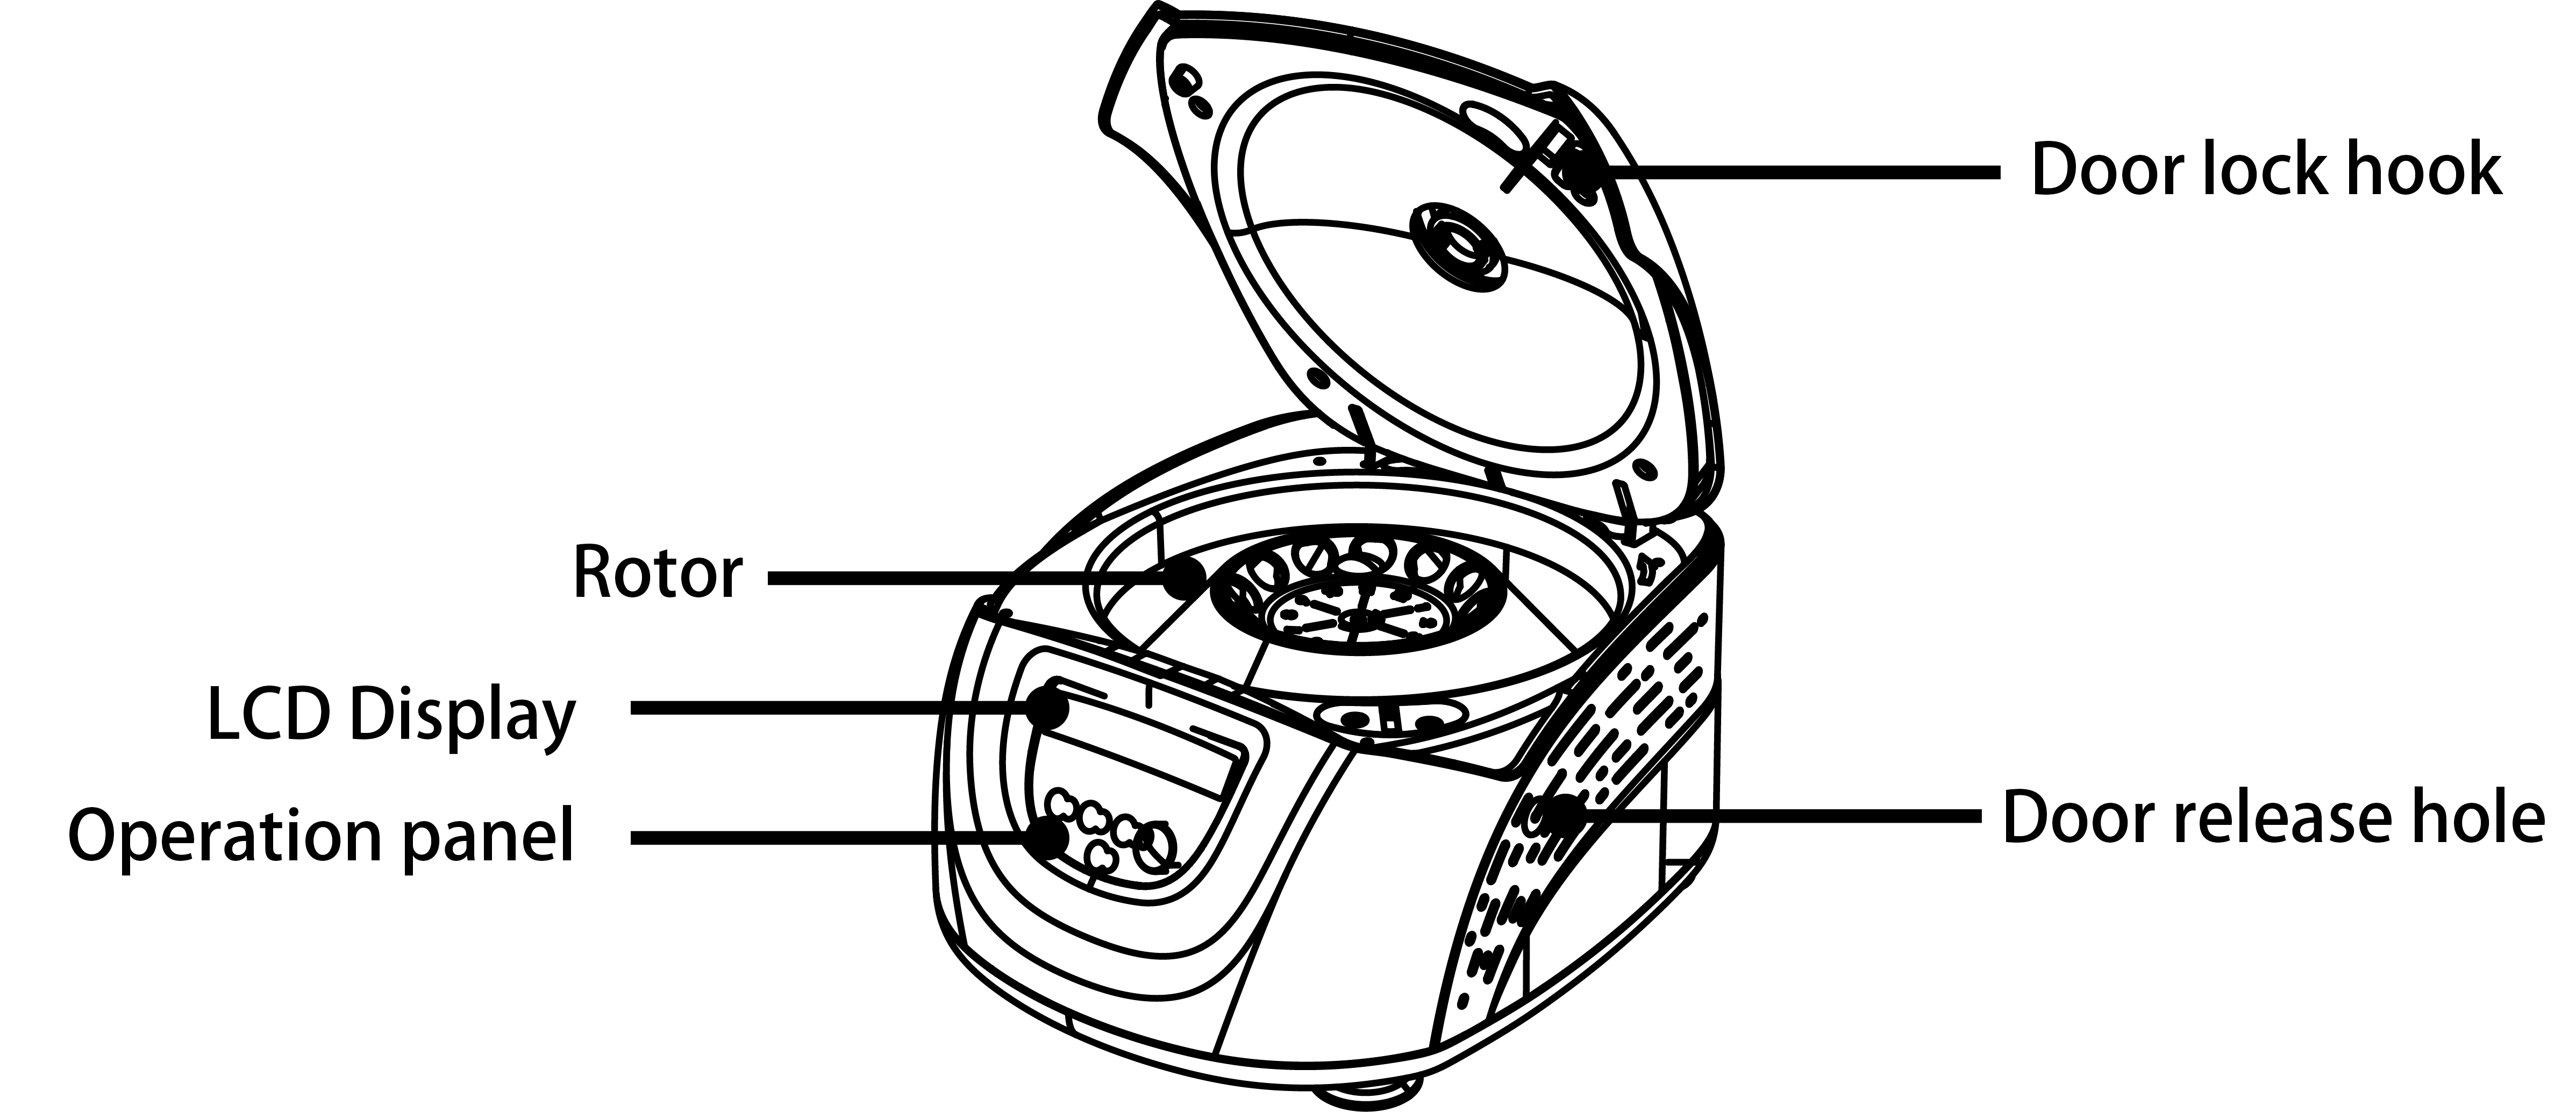 Door lock hook
Rotor
LCD Display
Operation panel
Door release hole